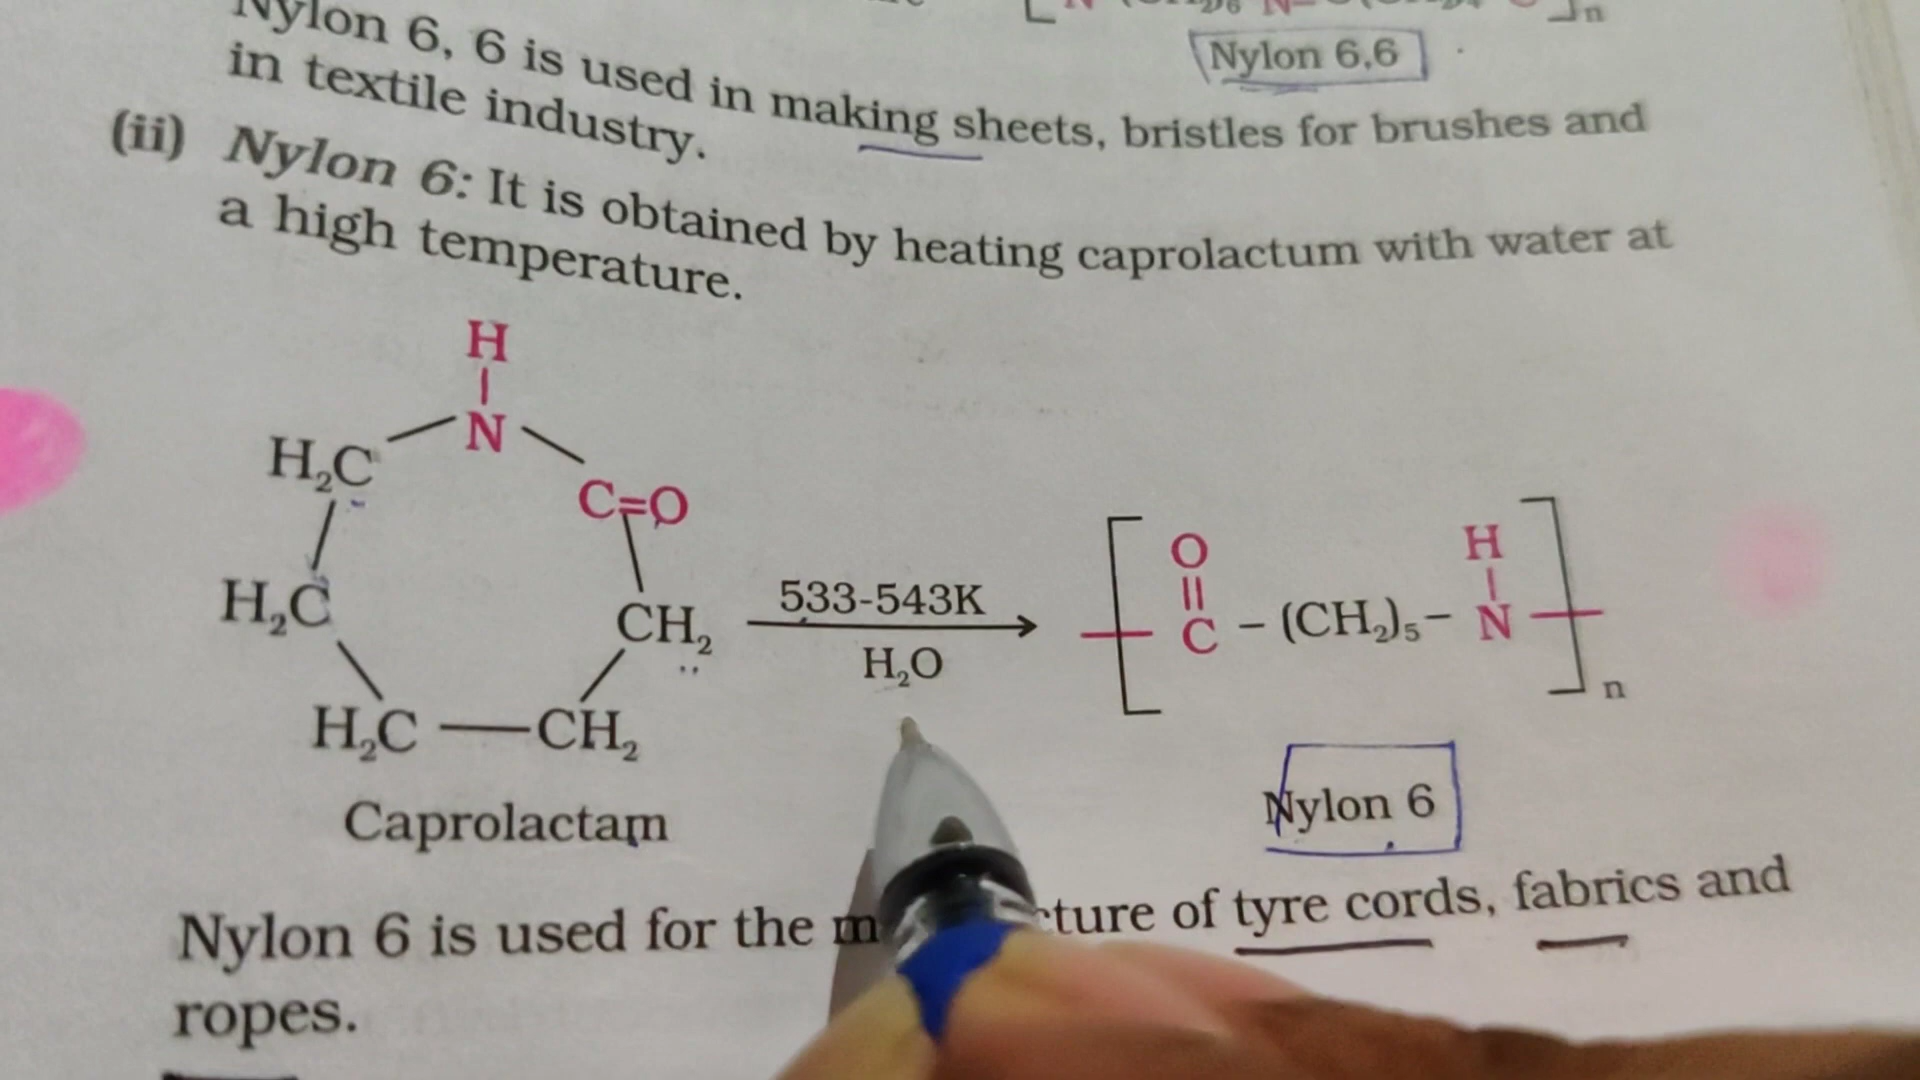 Nylon 6,6
Nylon 6, 6 is used in making sheets, bristles for brushes and
in textile industry.
(ii) Nylon 6: It is obtained by heating caprolactum with water at
a high temperature.
H
N
H₂C
C=O
H₂C
CH₂
H₂C — CH₂
Caprolactam
533-543K
H₂O
O H
C – (CH₂)₅ – N
n
Nylon 6
Nylon 6 is used for the of tyre cords, fabrics and
ropes.